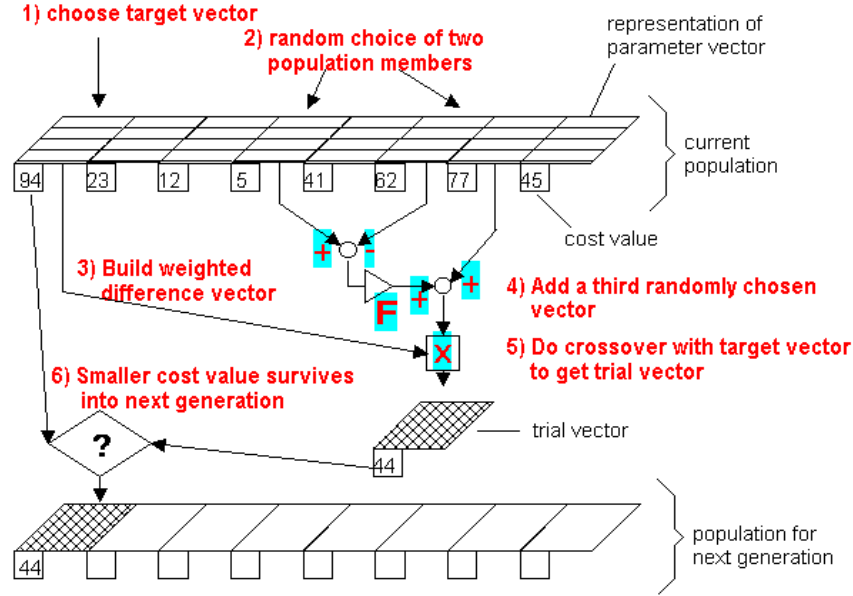 1) choose target vector
2) random choice of two
population members
representation of
parameter vector
current
population
94 23 12 5 41 62 77 45
cost value
+ -
3) Build weighted
difference vector
F + +
4) Add a third randomly chosen
vector
X
5) Do crossover with target vector
to get trial vector
6) Smaller cost value survives
into next generation
?
trial vector
44
population for
next generation
44